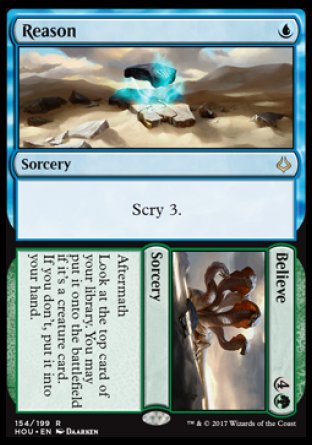 Reason
Sorcery
Scry 3.
Believe 4
Sorcery
Aftermath
Look at the top card of
your library. You may
put it onto the battlefield
if it's a creature card.
If you don't, put it into
your hand.
154/199 R
HOU • EN DAARKEN
™ & © 2017 Wizards of the Coast